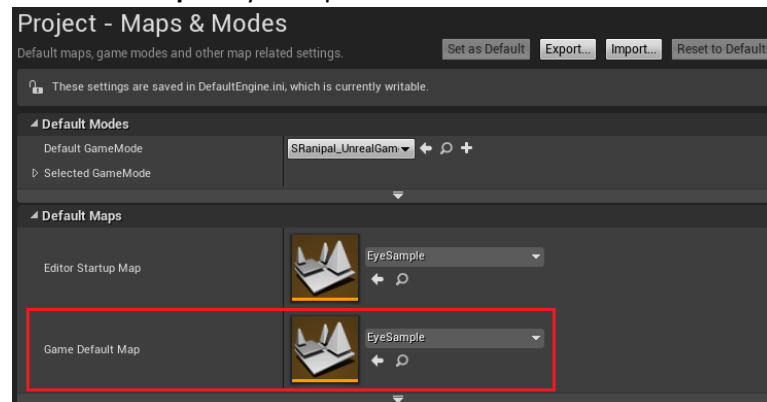 Project - Maps & Modes
Default maps, game modes and other map related settings.
Set as Default Export... Import... Reset to Default
These settings are saved in DefaultEngine.ini, which is currently writable.
Default Modes
Default GameMode SRanipal_UnrealGam
Selected GameMode
Default Maps
Editor Startup Map EyeSample
Game Default Map EyeSample